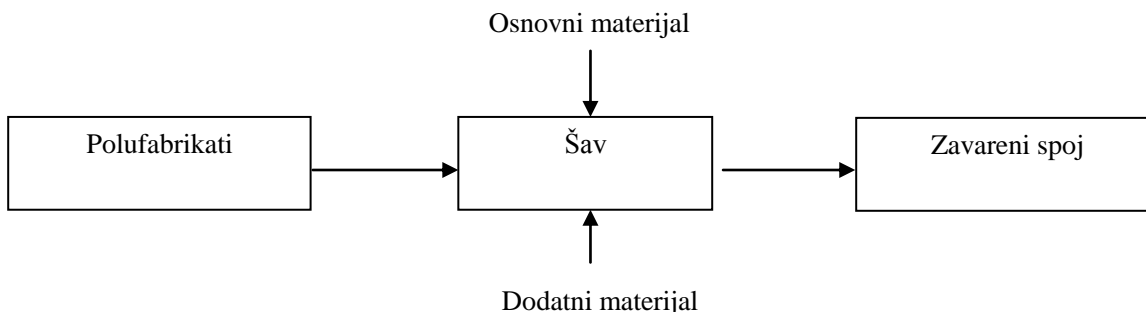 Osnovni materijal
Polufabrikati
Šav
Zavareni spoj
Dodatni materijal